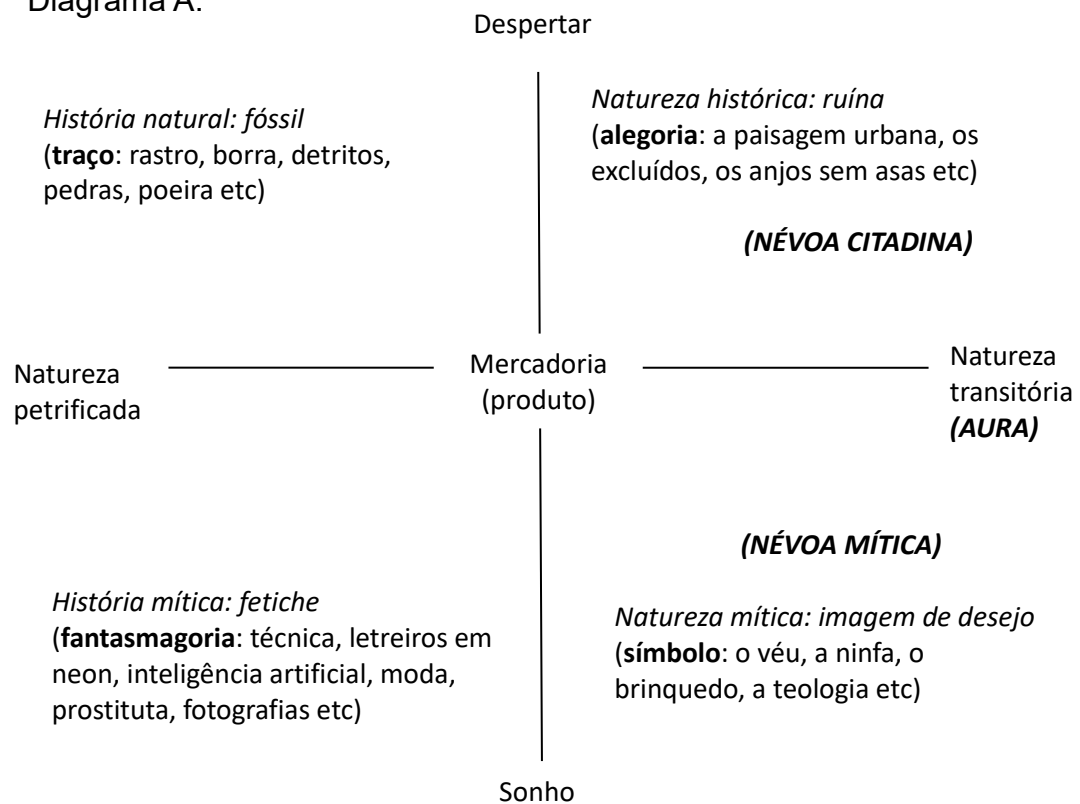 Diagrama A:
Despertar
História natural: fóssil
(traço: rastro, borra, detritos,
pedras, poeira etc)
Natureza histórica: ruína
(alegoria: a paisagem urbana, os
excluídos, os anjos sem asas etc)
(NÉVOA CITADINA)
Natureza
petrificada
Mercadoria
(produto)
Natureza
transitória
(AURA)
(NÉVOA MÍTICA)
História mítica: fetiche
(fantasmagoria: técnica, letreiros em
neon, inteligência artificial, moda,
prostituta, fotografias etc)
Natureza mítica: imagem de desejo
(símbolo: o véu, a ninfa, o
brinquedo, a teologia etc)
Sonho